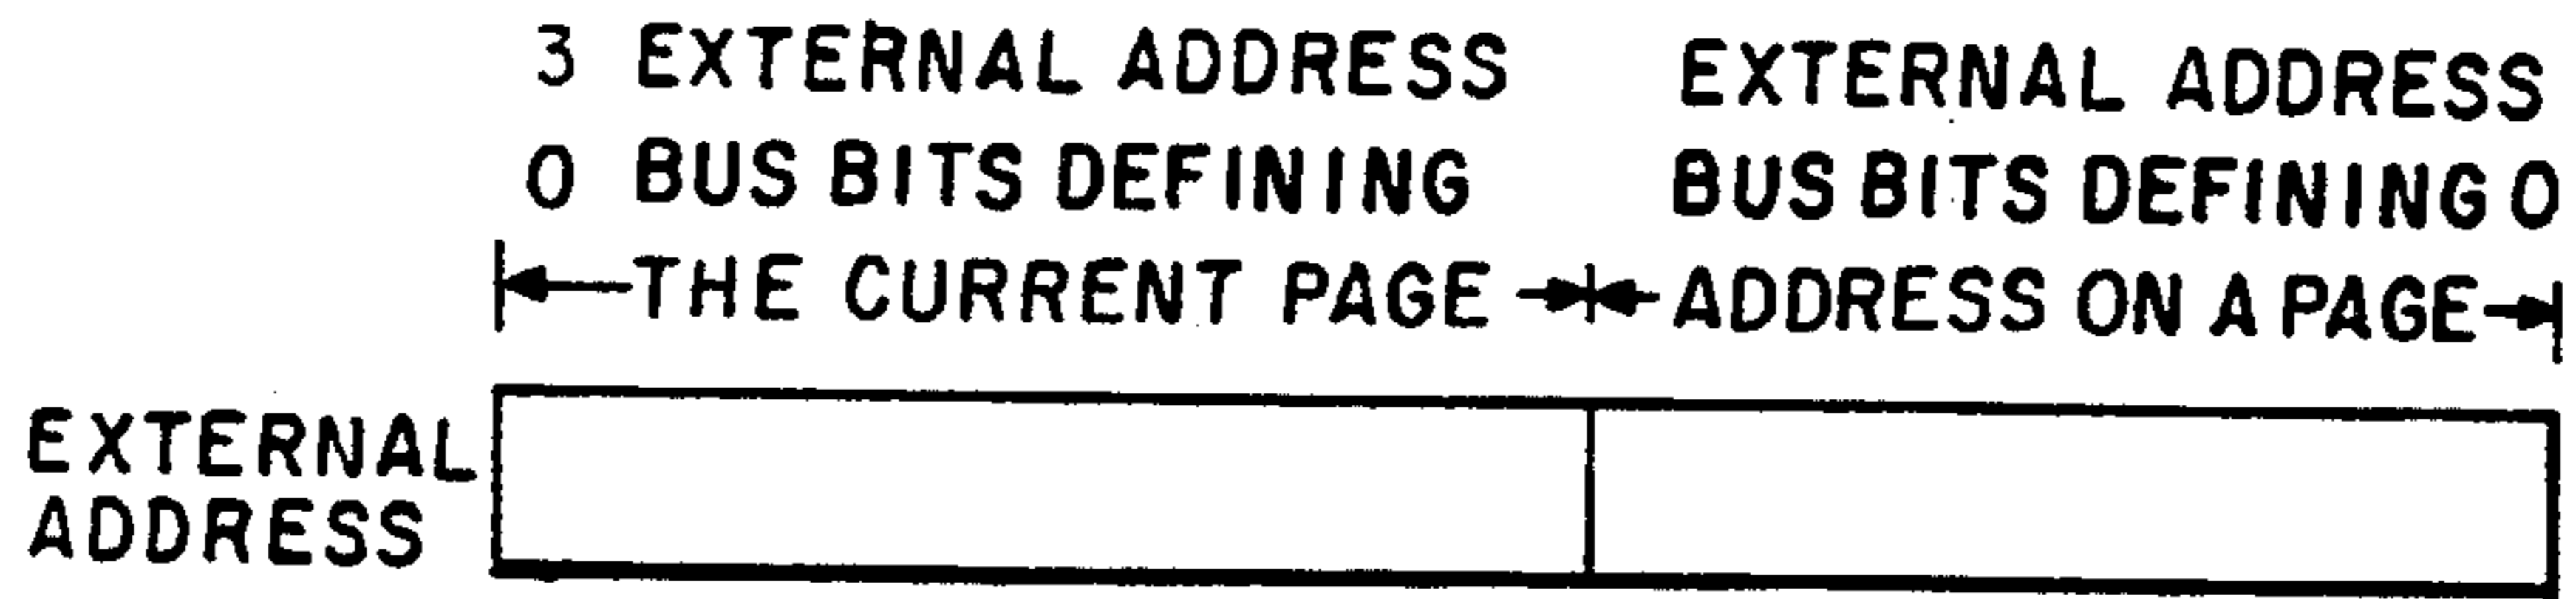 3 EXTERNAL ADDRESS
0 BUS BITS DEFINING
THE CURRENT PAGE
EXTERNAL ADDRESS
BUS BITS DEFINING 0
ADDRESS ON A PAGE
EXTERNAL
ADDRESS